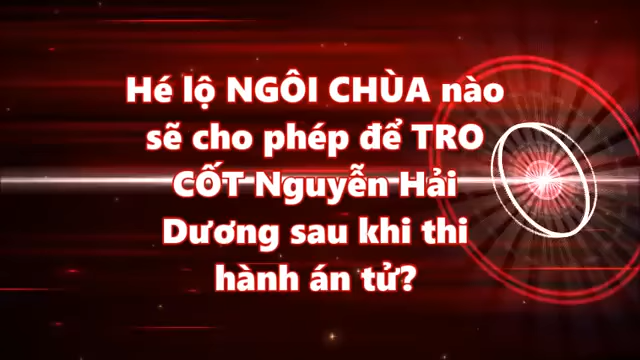 Hé lộ NGÔI CHÙA nào
sẽ cho phép để TRO
CỐT Nguyễn Hải
Dương sau khi thi
hành án tử?